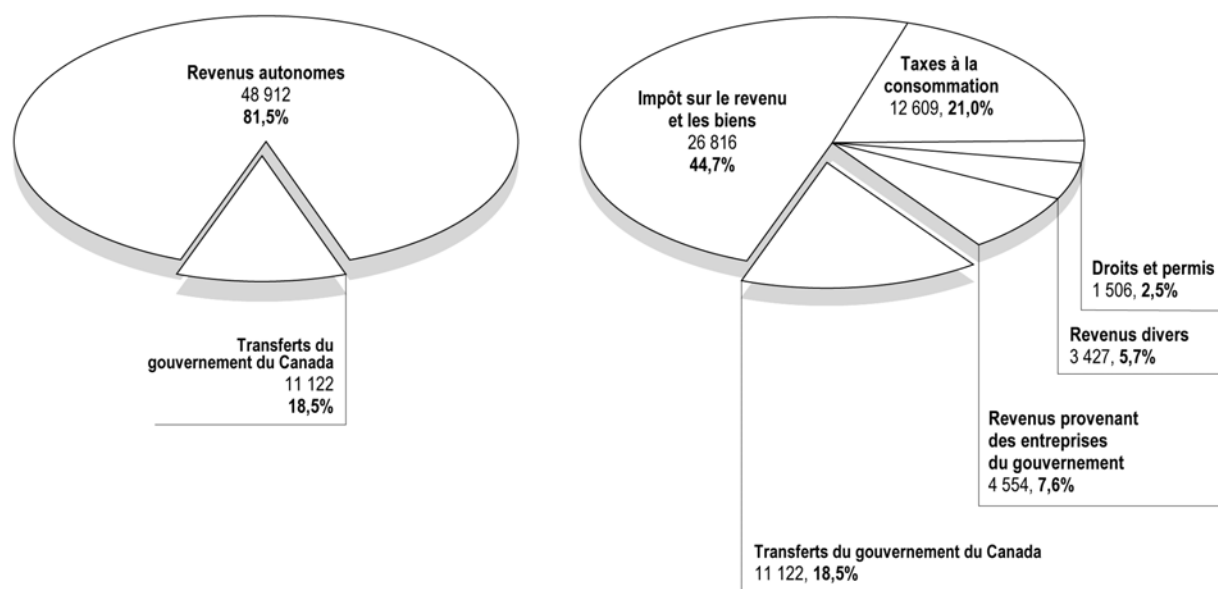 Revenus autonomes
48 912
81,5%
Transferts du
gouvernement du Canada
11 122
18,5%
Impôt sur le revenu
et les biens
26 816
44,7%
Taxes à la
consommation
12 609, 21,0%
Droits et permis
1 506, 2,5%
Revenus divers
3 427, 5,7%
Revenus provenant
des entreprises
du gouvernement
4 554, 7,6%
Transferts du gouvernement du Canada
11 122, 18,5%